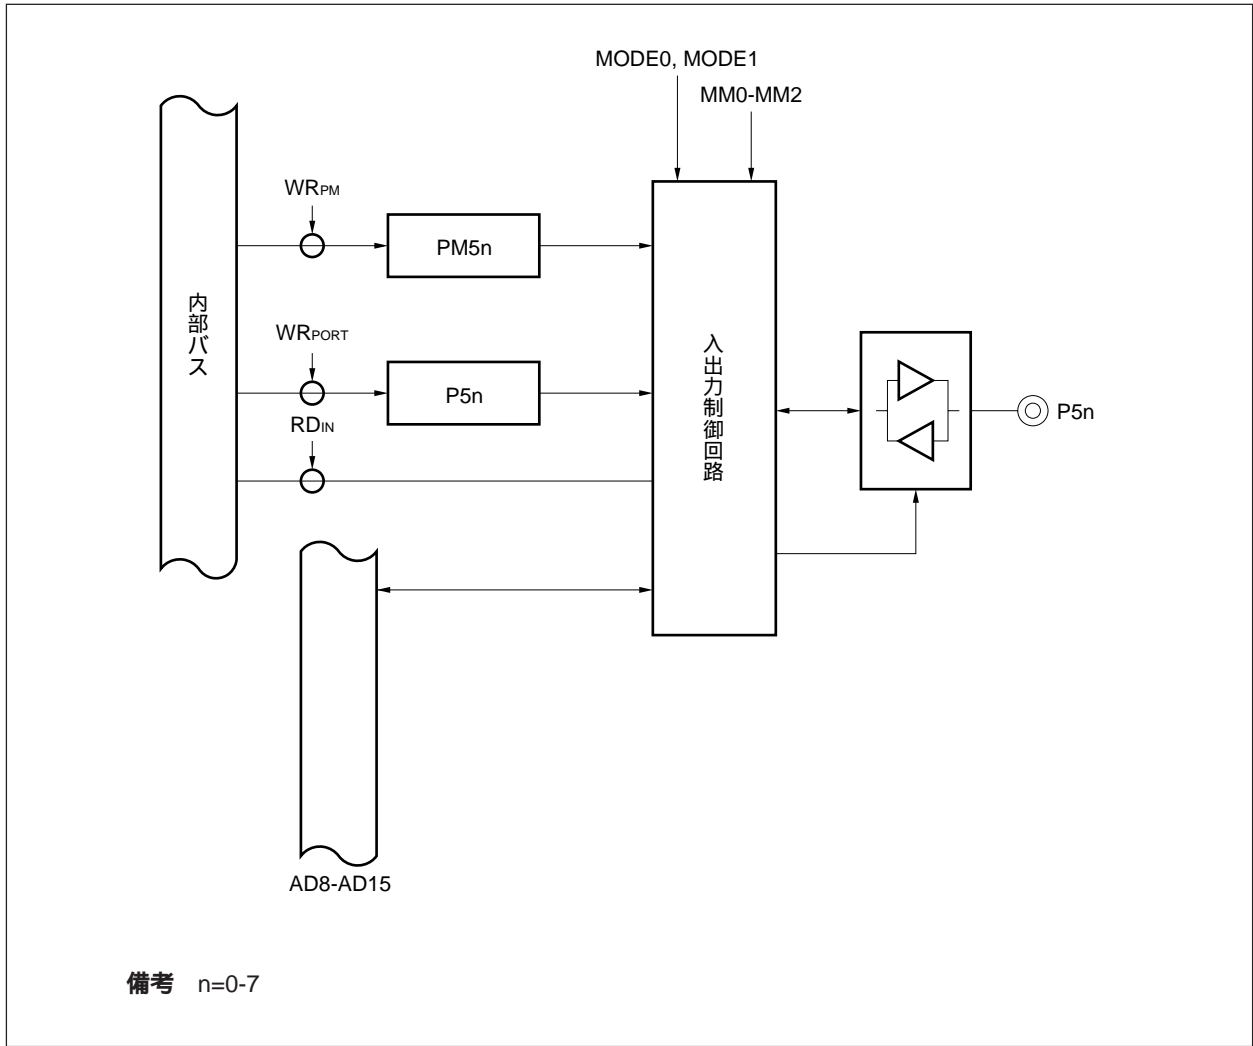 MODE0, MODE1
MM0-MM2
WRPM
PM5n
内部バス
WRPORT
P5n
RDIN
入出力制御回路
P5n
AD8-AD15
備考 n=0-7